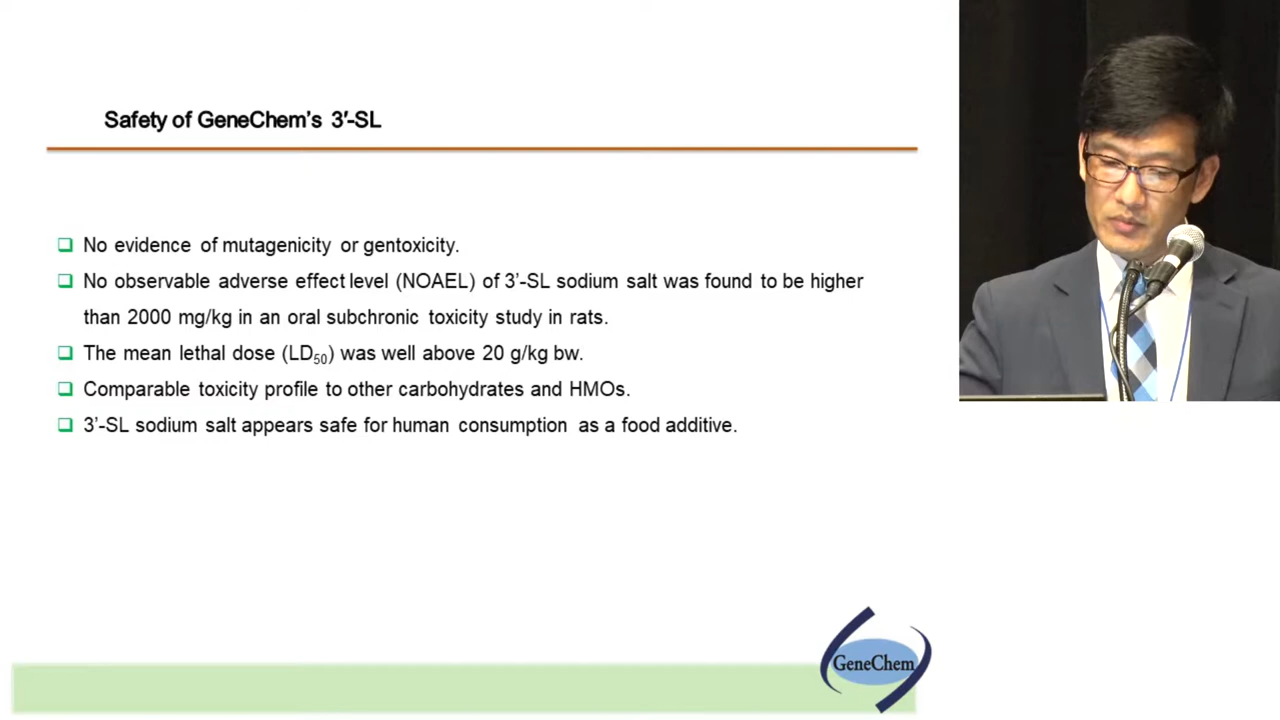 Safety of GeneChem's 3′-SL
No evidence of mutagenicity or gentoxicity.
No observable adverse effect level (NOAEL) of 3'-SL sodium salt was found to be higher
than 2000 mg/kg in an oral subchronic toxicity study in rats.
The mean lethal dose (LD50) was well above 20 g/kg bw.
Comparable toxicity profile to other carbohydrates and HMOs.
3'-SL sodium salt appears safe for human consumption as a food additive.
GeneChem